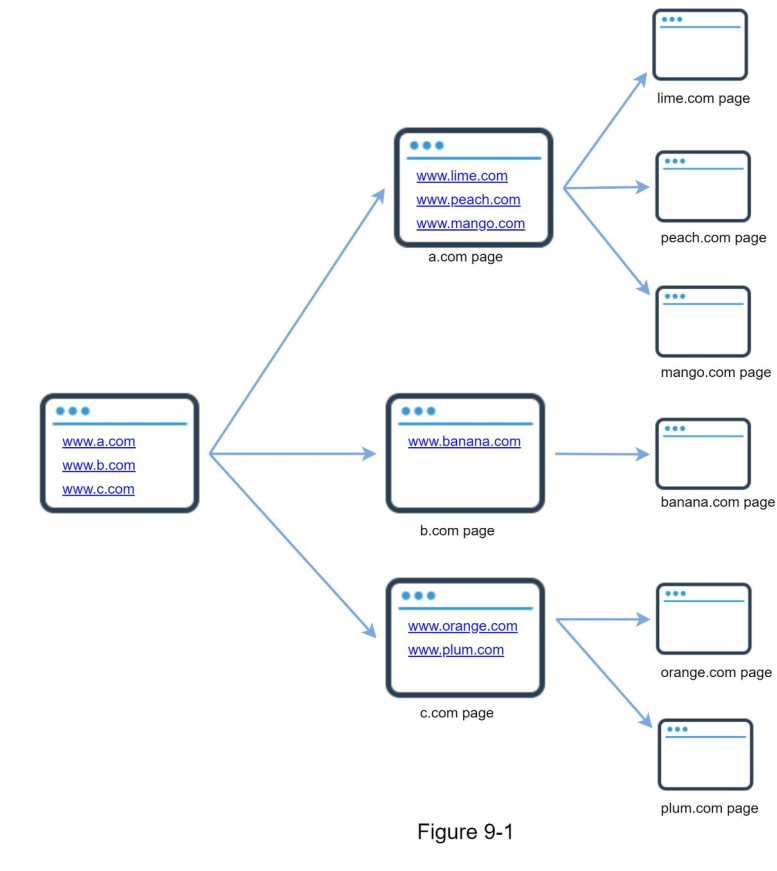 www.a.com
www.b.com
www.c.com
www.lime.com
www.peach.com
www.mango.com
a.com page
www.banana.com
b.com page
www.orange.com
www.plum.com
c.com page
lime.com page
peach.com page
mango.com page
banana.com page
orange.com page
plum.com page
Figure 9-1